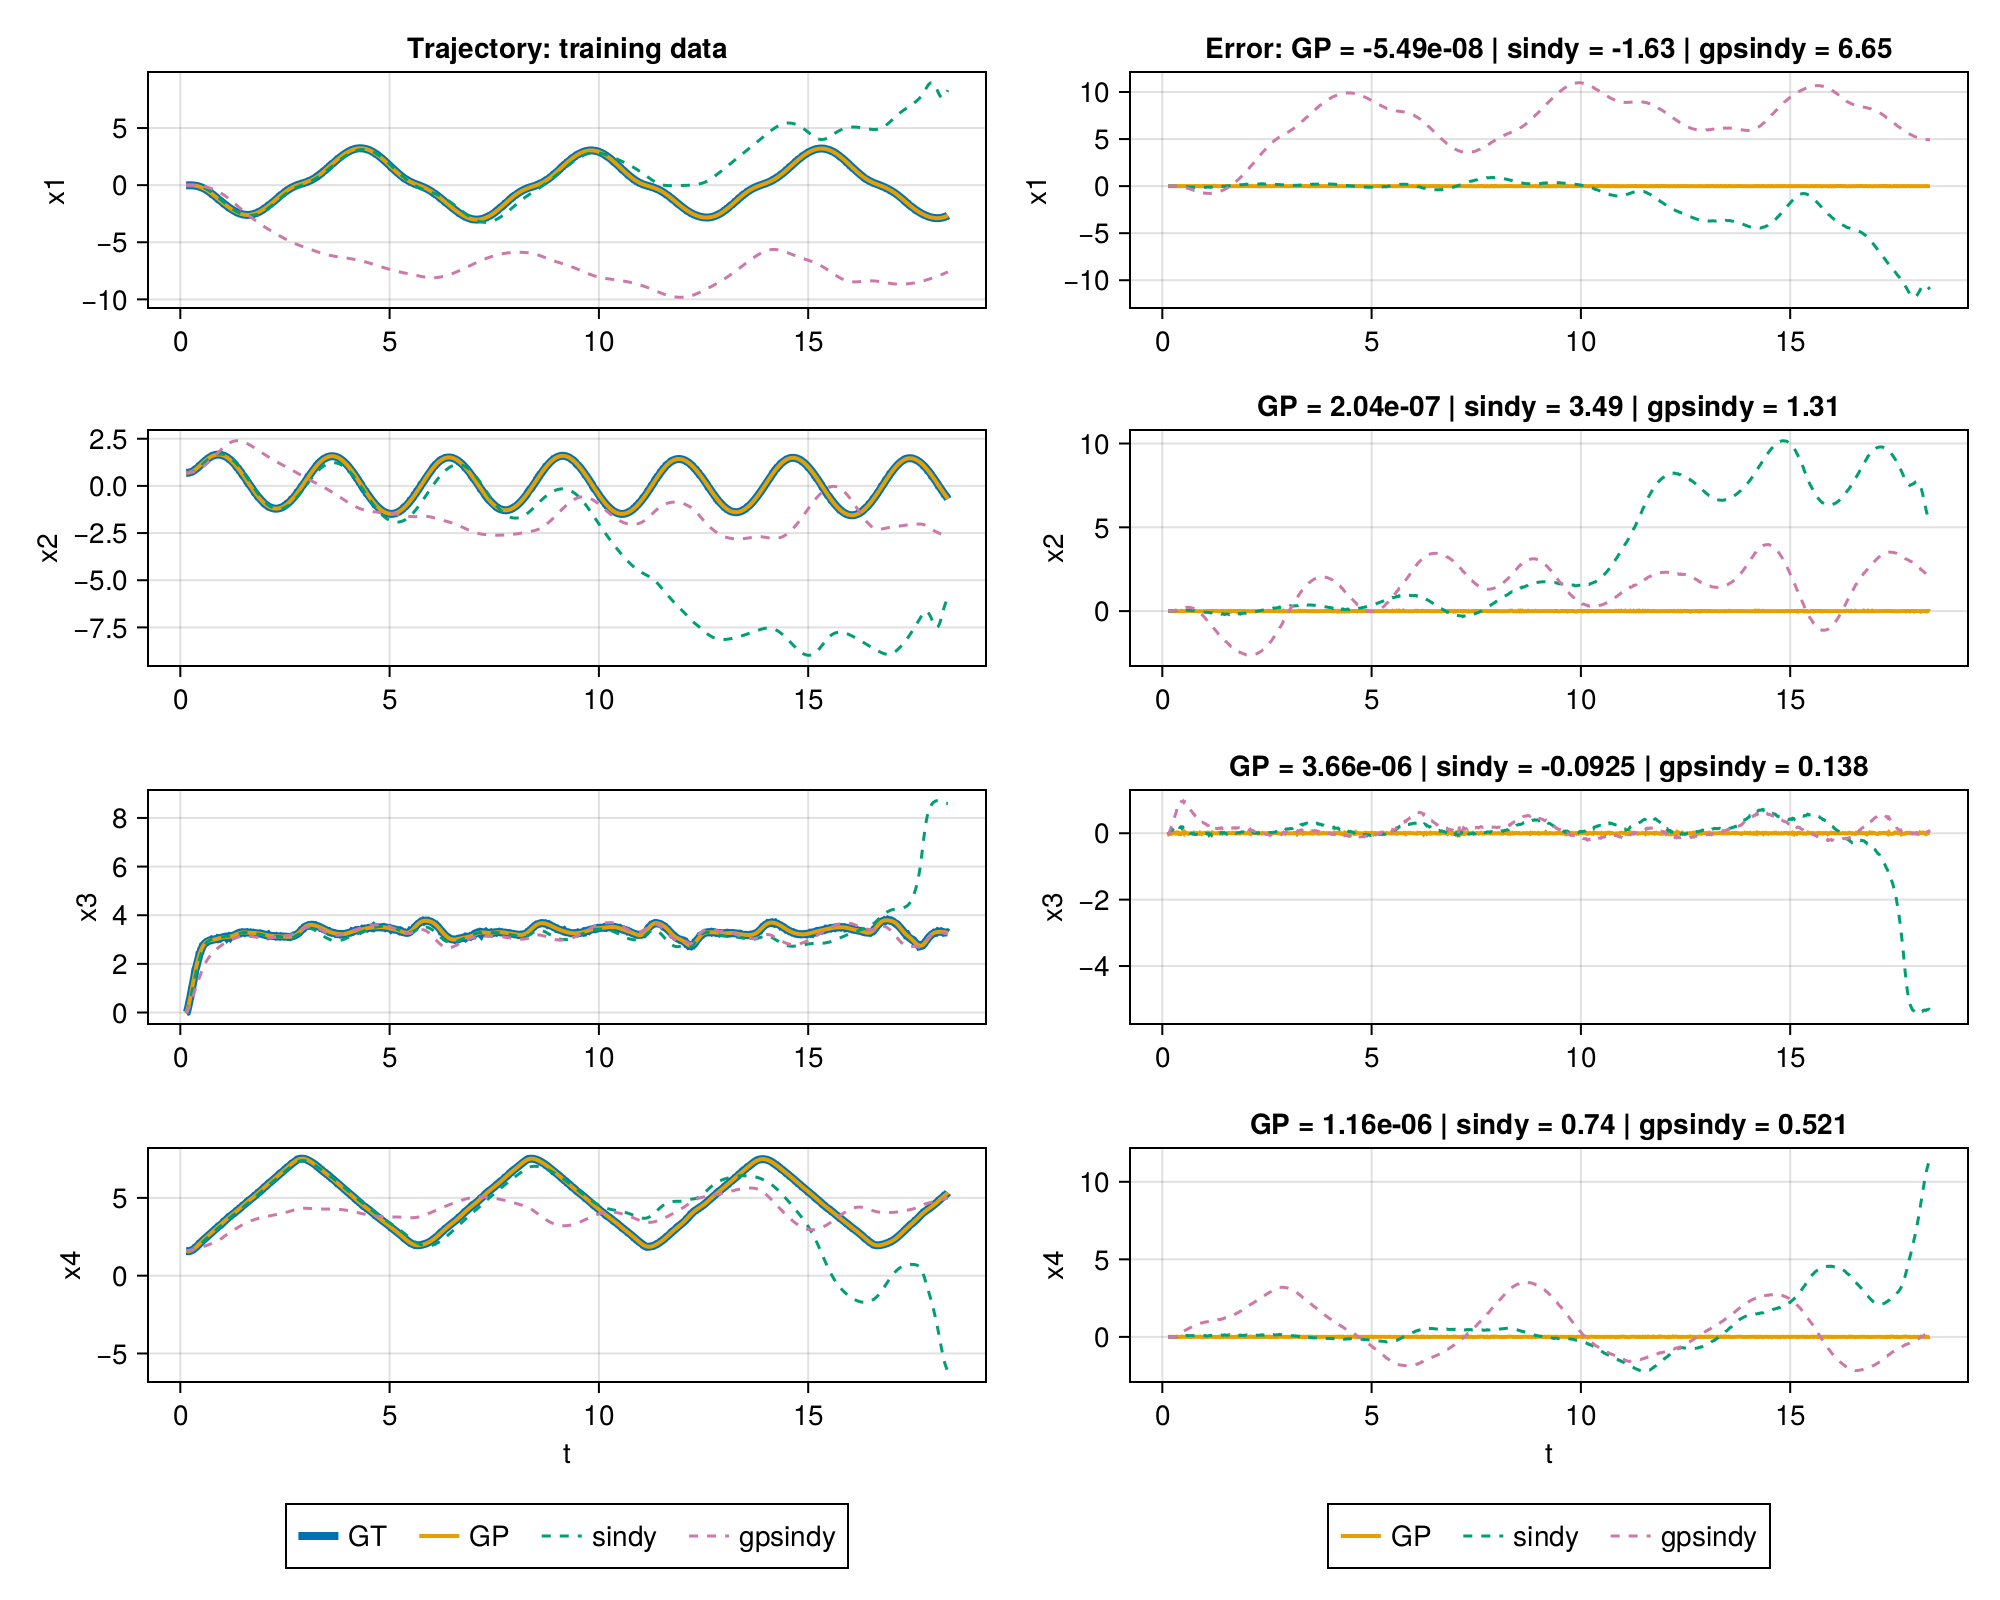 Trajectory: training data
Error: GP = -5.49e-08 | sindy = -1.63 | gpsindy = 6.65
x1
5
0
−5
−10
0 5 10 15
x1
10
5
0
−5
−10
0 5 10 15
GP = 2.04e-07 | sindy = 3.49 | gpsindy = 1.31
x2
2.5
0.0
−2.5
−5.0
−7.5
0 5 10 15
x2
10
5
0
0 5 10 15
GP = 3.66e-06 | sindy = -0.0925 | gpsindy = 0.138
x3
8
6
4
2
0
0 5 10 15
x3
0
−2
−4
0 5 10 15
GP = 1.16e-06 | sindy = 0.74 | gpsindy = 0.521
x4
5
0
−5
0 5 10 15
t
x4
10
5
0
0 5 10 15
t
GT GP sindy gpsindy
GP sindy gpsindy